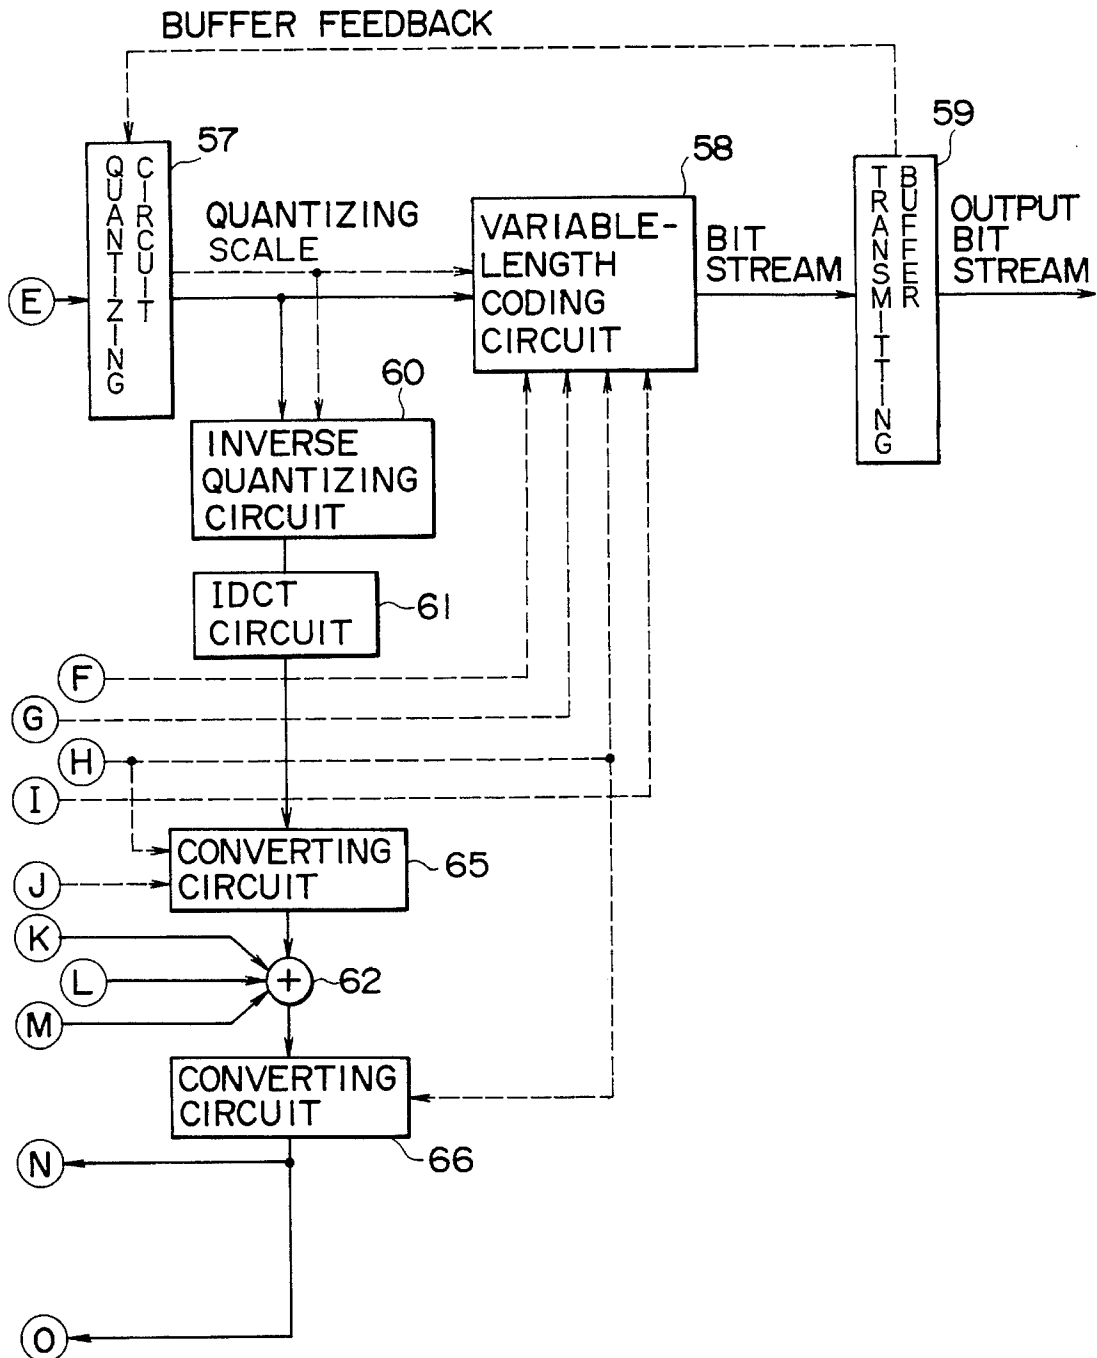 BUFFER FEEDBACK
57
58
59
QUANTIZING
CIRCUIT
QUANTIZING
SCALE
VARIABLE-
LENGTH
CODING
CIRCUIT
BIT
STREAM
TRANSMITTING
BUFFER
OUTPUT
BIT
STREAM
E
60
INVERSE
QUANTIZING
CIRCUIT
IDCT
CIRCUIT
61
F
G
H
I
CONVERTING
CIRCUIT
65
J
K
L
+
62
M
CONVERTING
CIRCUIT
66
N
O